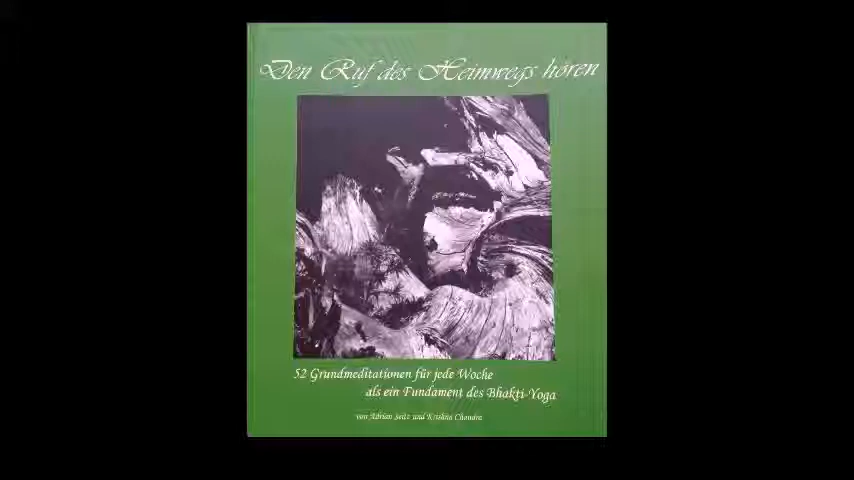 Den Ruf des Heimwegs hören
52 Grundmeditationen für jede Woche
als ein Fundament des Bhakti-Yoga
von Adrian Seitz und Krishna Chandra